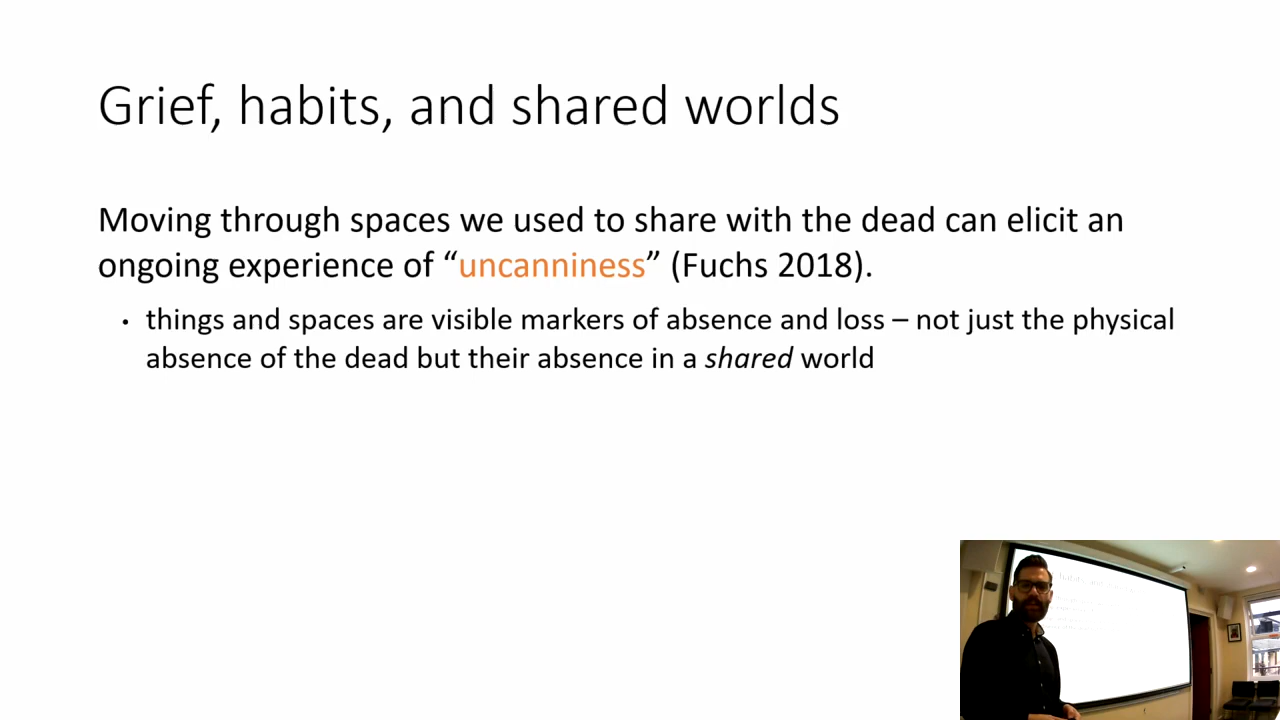 Grief, habits, and shared worlds
Moving through spaces we used to share with the dead can elicit an
ongoing experience of “uncanniness” (Fuchs 2018).
• things and spaces are visible markers of absence and loss – not just the physical
absence of the dead but their absence in a shared world